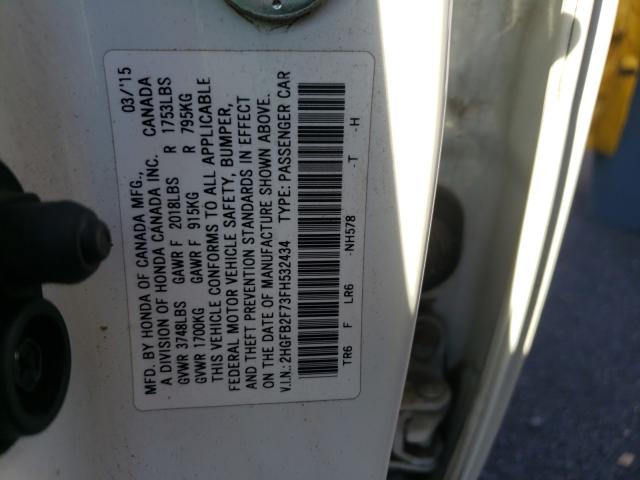 MFD. BY HONDA OF CANADA MFG., 03/'15
A DIVISION OF HONDA CANADA INC. CANADA
GVWR 3748LBS GAWR F 2018LBS R 1753LBS
GVWR 1700KG GAWR F 915KG R 795KG
THIS VEHICLE CONFORMS TO ALL APPLICABLE
FEDERAL MOTOR VEHICLE SAFETY, BUMPER,
AND THEFT PREVENTION STANDARDS IN EFFECT
ON THE DATE OF MANUFACTURE SHOWN ABOVE.
V.I.N.: 2HGFB2F73FH532434 TYPE: PASSENGER CAR
TR6 F LR6 -NH578 -T -H